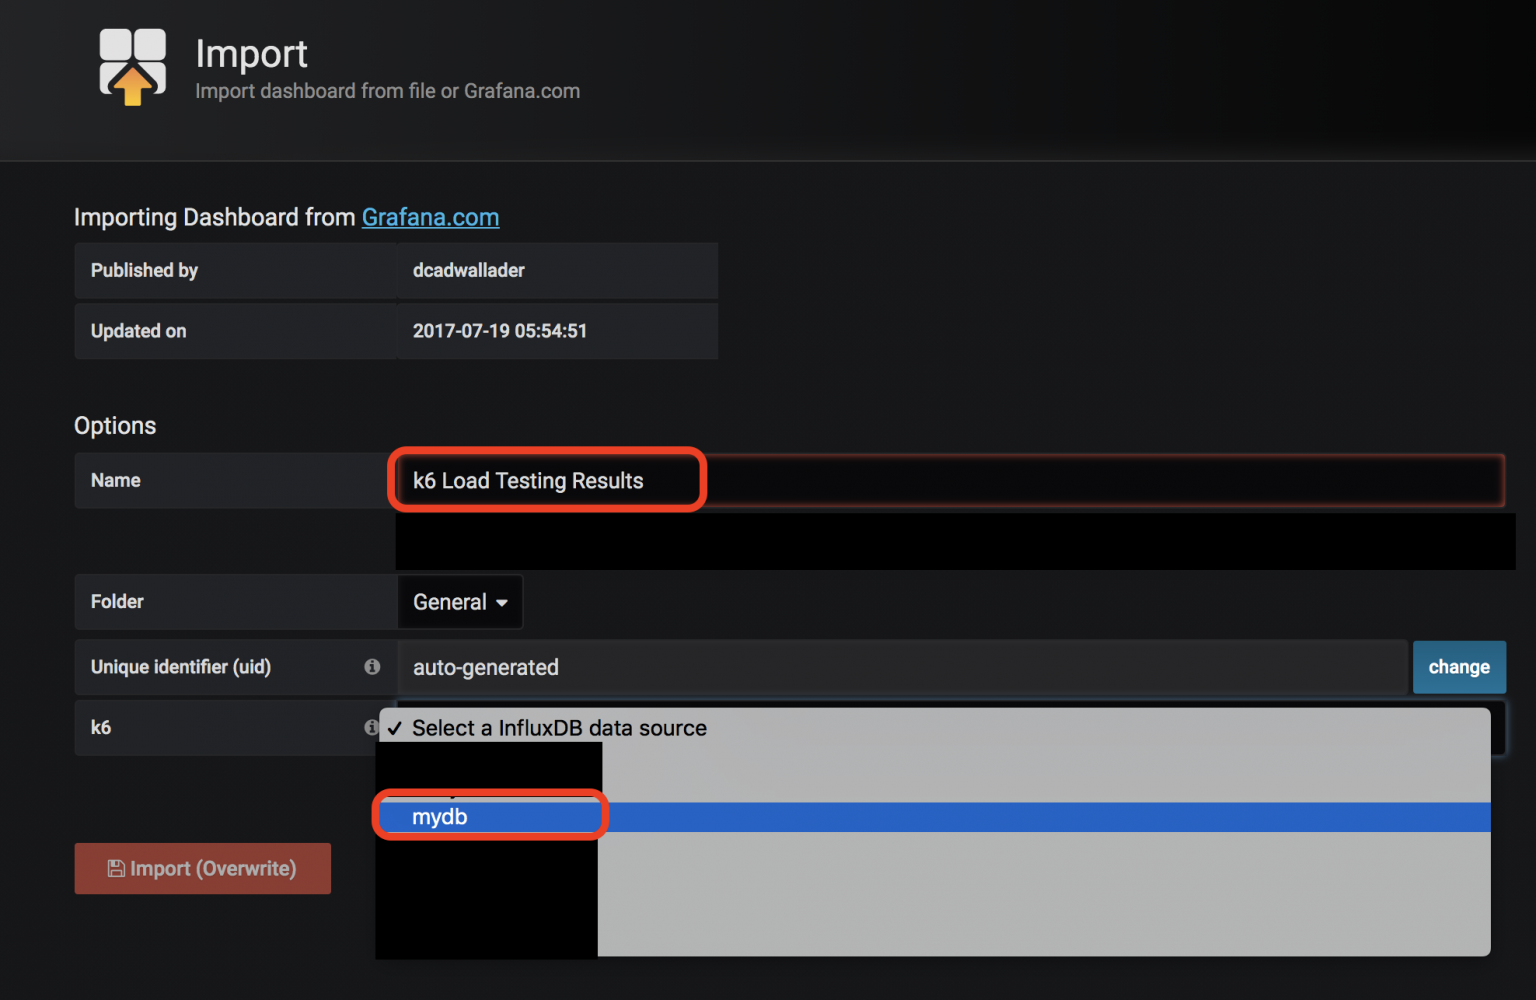 Import
Import dashboard from file or Grafana.com
Importing Dashboard from Grafana.com
Published by dcadwallader
Updated on 2017-07-19 05:54:51
Options
Name k6 Load Testing Results
Folder General
Unique identifier (uid) auto-generated change
k6 ✓ Select a InfluxDB data source
mydb
Import (Overwrite)